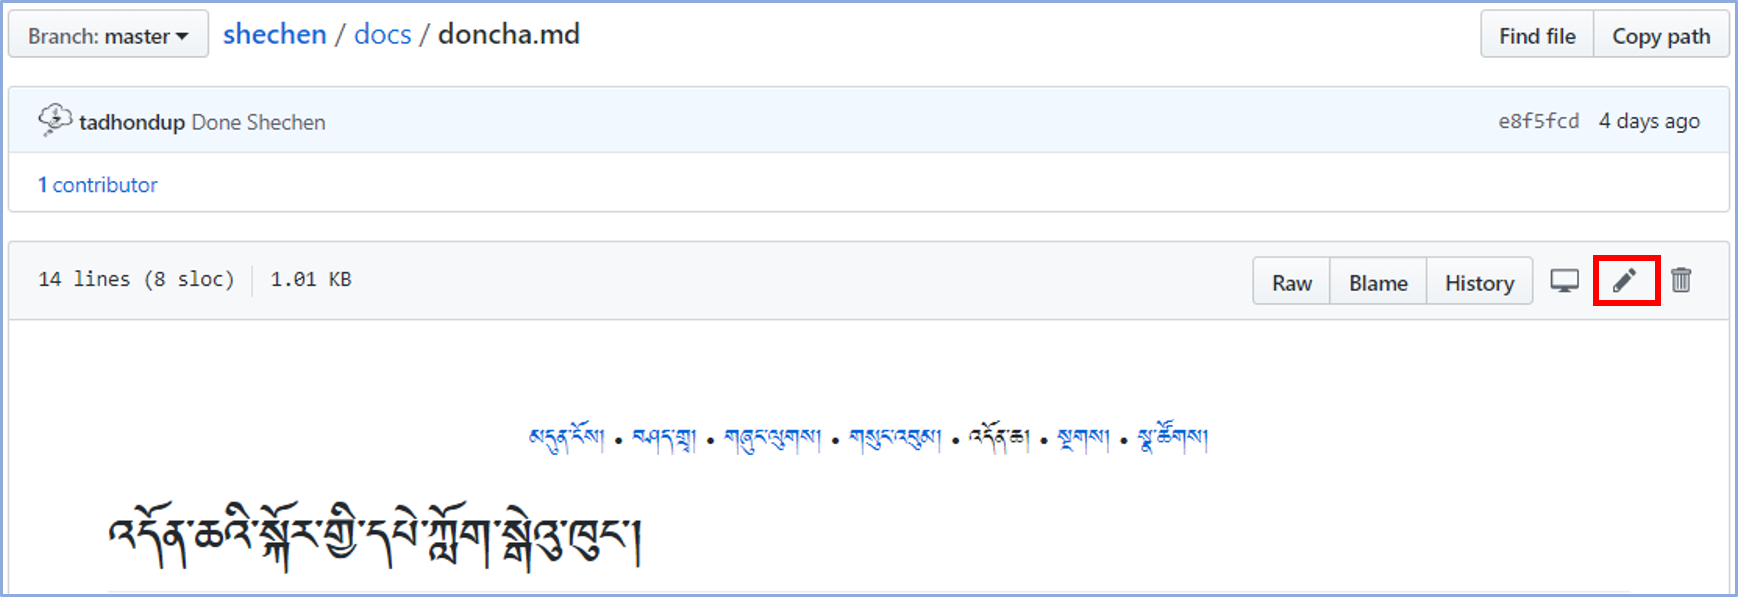 Branch: master shechen / docs / doncha.md Find file Copy path
tadhondup Done Shechen e8f5fcd 4 days ago
1 contributor
14 lines (8 sloc) 1.01 KB Raw Blame History
མདུན་ངོས། • བཤད་གྲྭ། • གཞུང་ལུགས། • གསུང་འབུམ། • འདོན་ཆ། • སྔགས། • སྣ་ཚོགས།
འདོན་ཆའི་སྐོར་གྱི་དཔེ་ཀློག་སྒེའུ་ཁུང་།